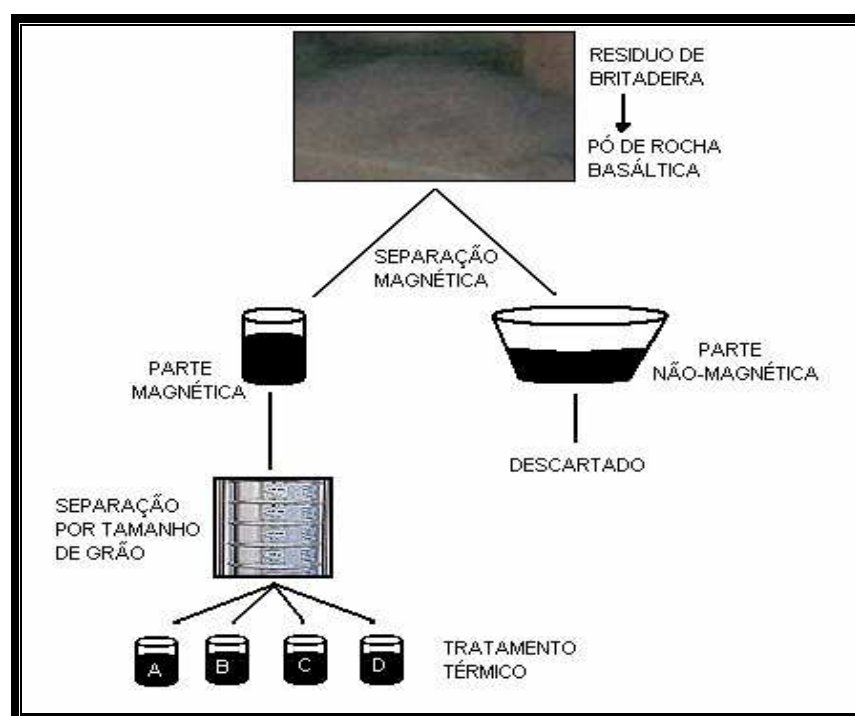 RESIDUO DE
BRITADEIRA
PÓ DE ROCHA
BASÁLTICA
SEPARAÇÃO
MAGNÉTICA
PARTE
MAGNÉTICA
PARTE
NÃO-MAGNÉTICA
DESCARTADO
SEPARAÇÃO
POR TAMANHO
DE GRÃO
A B C D
TRATAMENTO
TÉRMICO